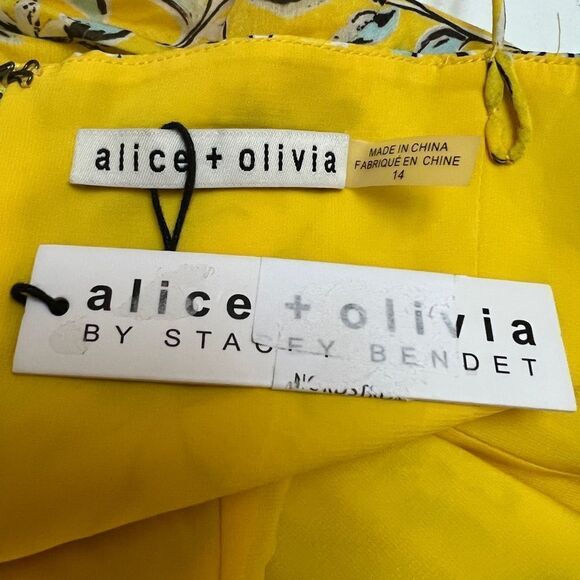 alice + olivia
MADE IN CHINA
FABRIQUÉ EN CHINE
14
alice + olivia
BY STACEY BENDET